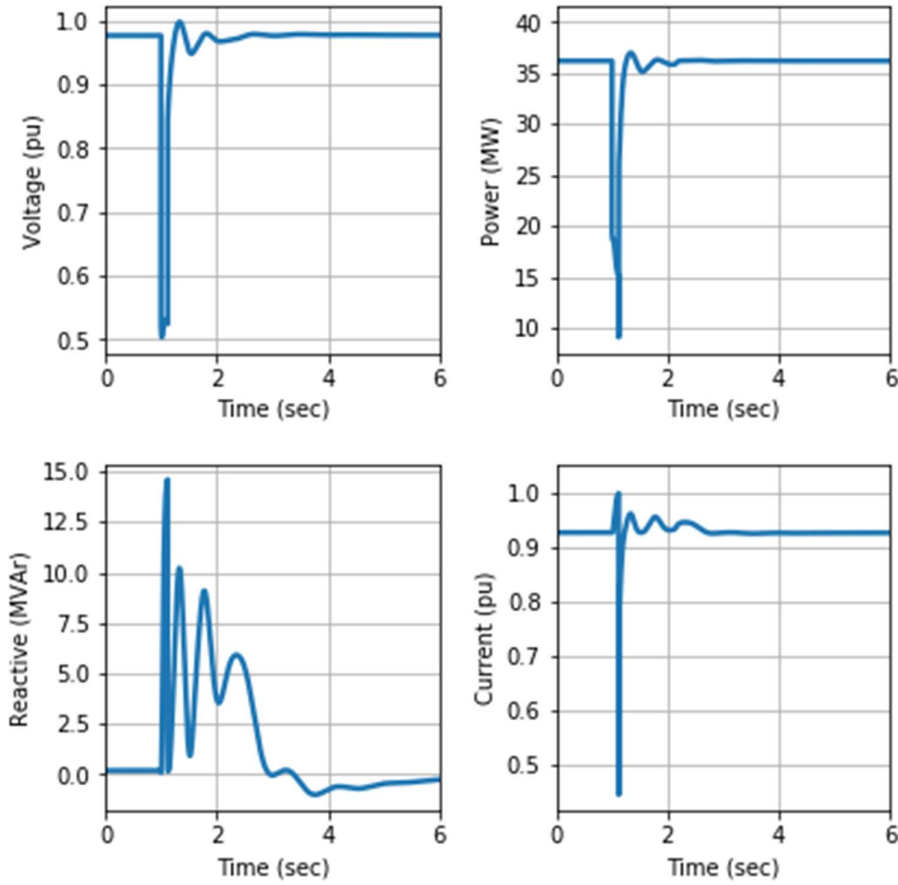 Voltage (pu)
1.0
0.9
0.8
0.7
0.6
0.5
0 2 4 6
Time (sec)
Power (MW)
40
35
30
25
20
15
10
0 2 4 6
Time (sec)
Reactive (MVAr)
15.0
12.5
10.0
7.5
5.0
2.5
0.0
0 2 4 6
Time (sec)
Current (pu)
1.0
0.9
0.8
0.7
0.6
0.5
0 2 4 6
Time (sec)